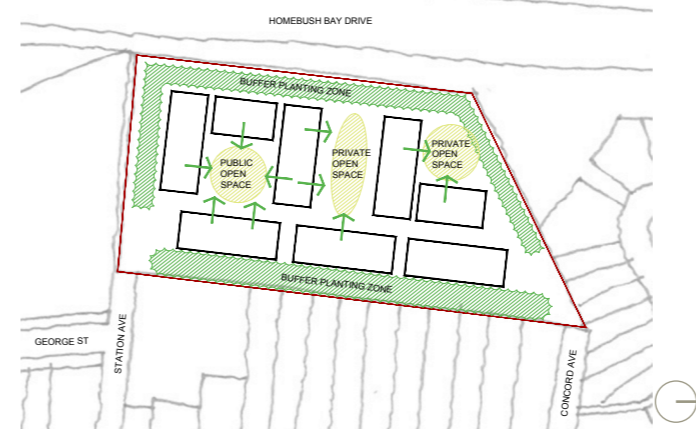 HOMEBUSH BAY DRIVE
BUFFER PLANTING ZONE
PUBLIC
OPEN
SPACE
PRIVATE
OPEN
SPACE
PRIVATE
OPEN
SPACE
BUFFER PLANTING ZONE
GEORGE ST
STATION AVE
CONCORD AVE